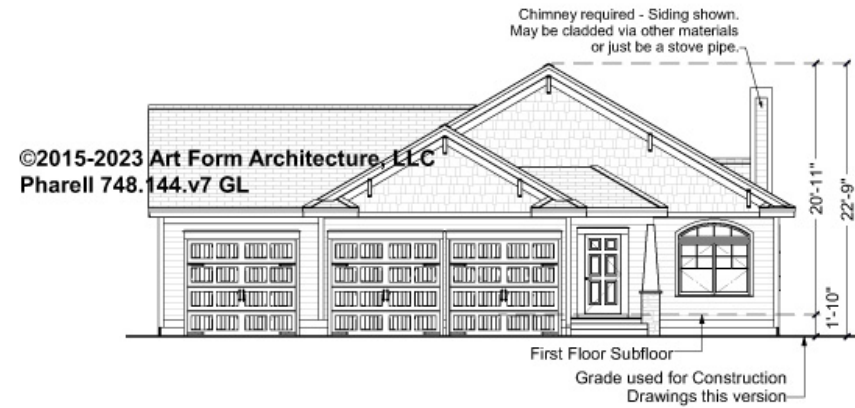 Chimney required - Siding shown.
May be cladded via other materials
or just be a stove pipe.
©2015-2023 Art Form Architecture, LLC
Pharell 748.144.v7 GL
20'-11"
22'-9"
1'-10"
First Floor Subfloor
Grade used for Construction
Drawings this version